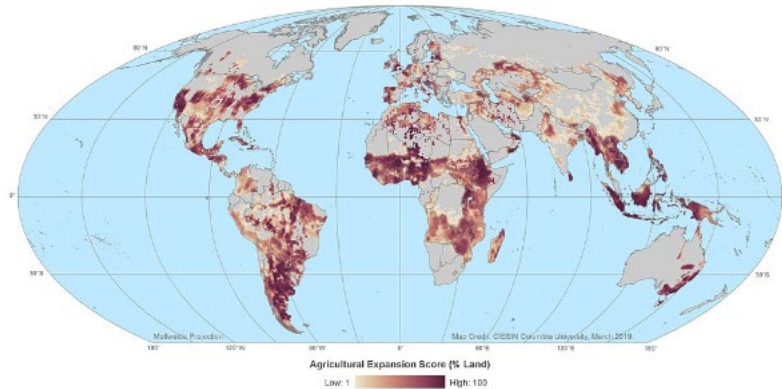 60°N
60°N
30°N
30°N
0°
0°
30°S
30°S
Mollweide Projection
Map Credit: CIESIN Columbia University, March 2019.
180°
120°W
60°W
0°
60°E
120°E
180°
Agricultural Expansion Score (% Land)
Low: 1
High: 100